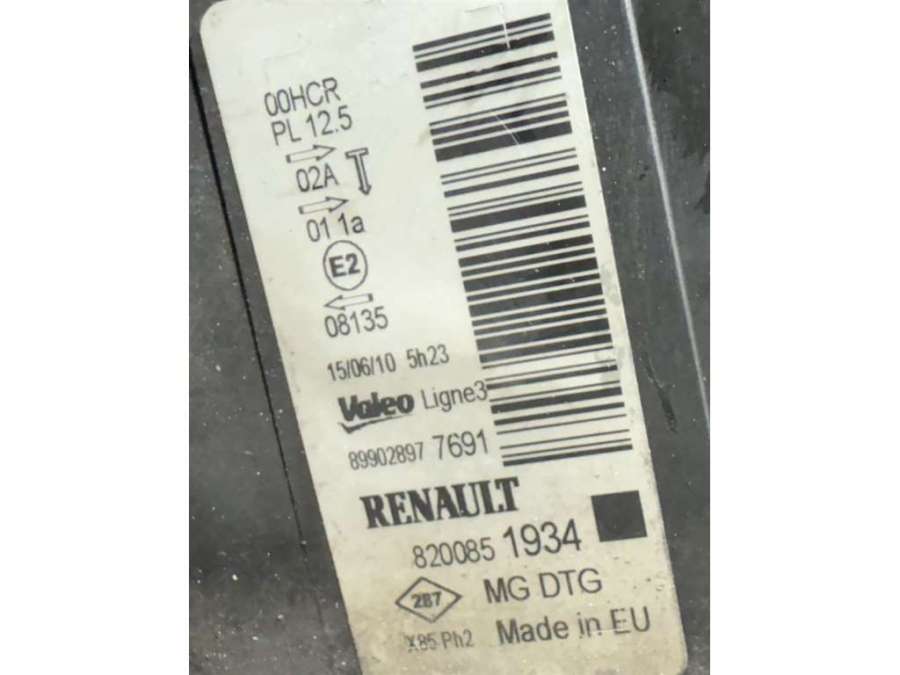 00HCR
PL 12.5
02A
01 1a
E2
08135
15/06/10 5h23
Valeo Ligne3
89902897 7691
RENAULT
820085 1934
287 MG DTG
X85 Ph2 Made in EU